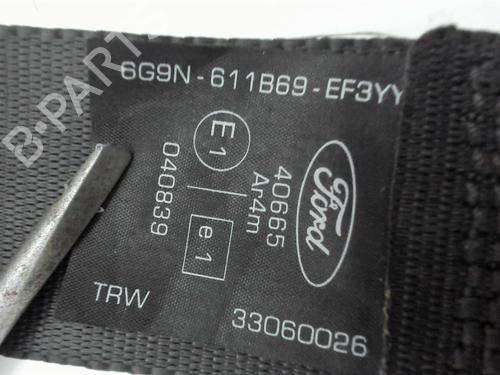 6G9N-611B69-EF3YY
E1
040839
40665
Ar4m
Ford
e1
TRW
33060026
B-PARTS